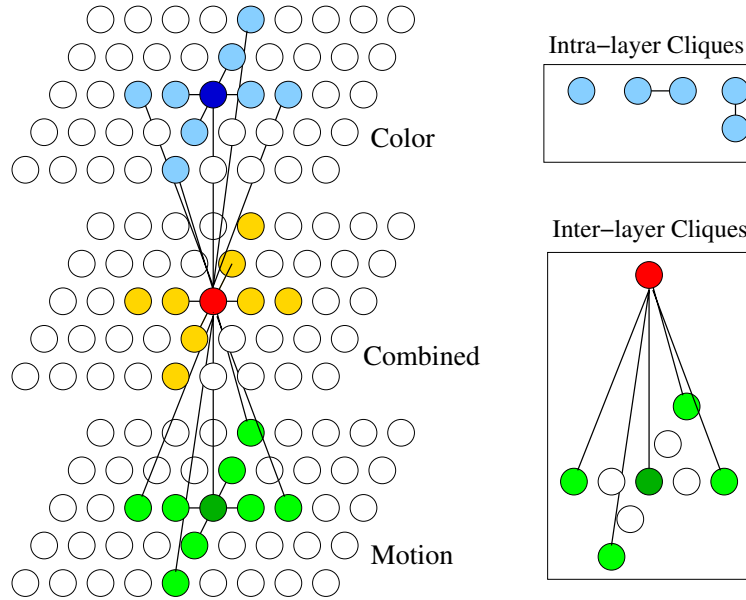 Intra−layer Cliques
Color
Inter−layer Cliques
Combined
Motion